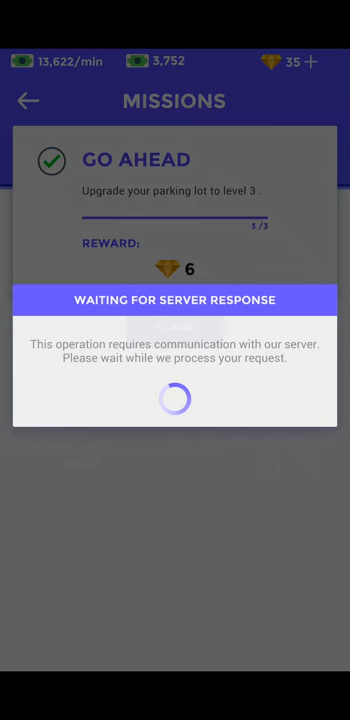 13,622/min 3,752 35
MISSIONS
GO AHEAD
Upgrade your parking lot to level 3 .
3 /3
REWARD:
6
WAITING FOR SERVER RESPONSE
This operation requires communication with our server.
Please wait while we process your request.